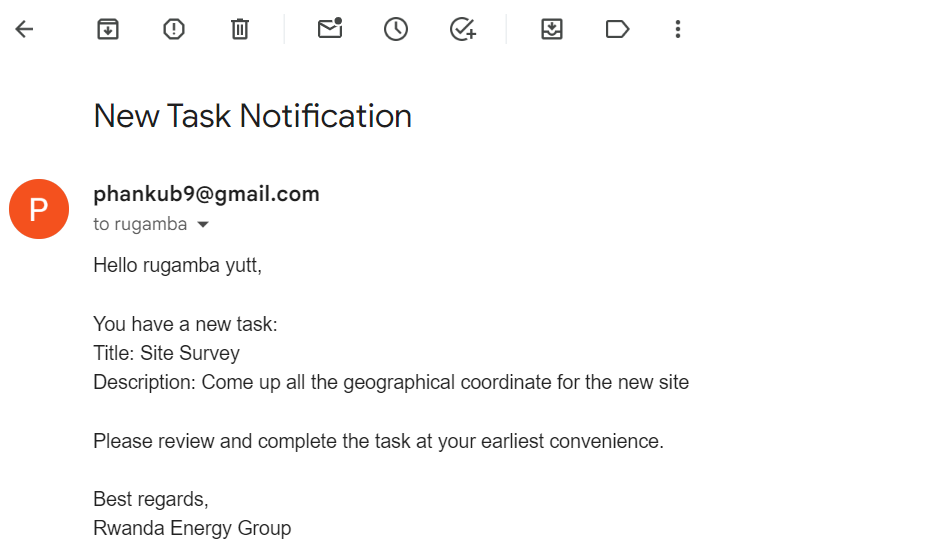 New Task Notification
P
phankub9@gmail.com
to rugamba
Hello rugamba yutt,
You have a new task:
Title: Site Survey
Description: Come up all the geographical coordinate for the new site
Please review and complete the task at your earliest convenience.
Best regards,
Rwanda Energy Group